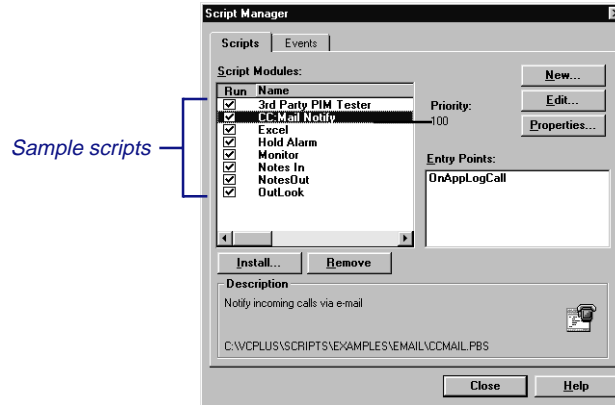 Script Manager
Scripts Events
Script Modules:
Run Name
3rd Party PIM Tester
CC:Mail Notify
Excel
Hold Alarm
Monitor
Notes In
NotesOut
OutLook
Sample scripts
Priority:
100
New...
Edit...
Properties...
Entry Points:
OnAppLogCall
Install... Remove
Description
Notify incoming calls via e-mail
C:\VCPLUS\SCRIPTS\EXAMPLES\EMAIL\CCMAIL.PBS
Close Help